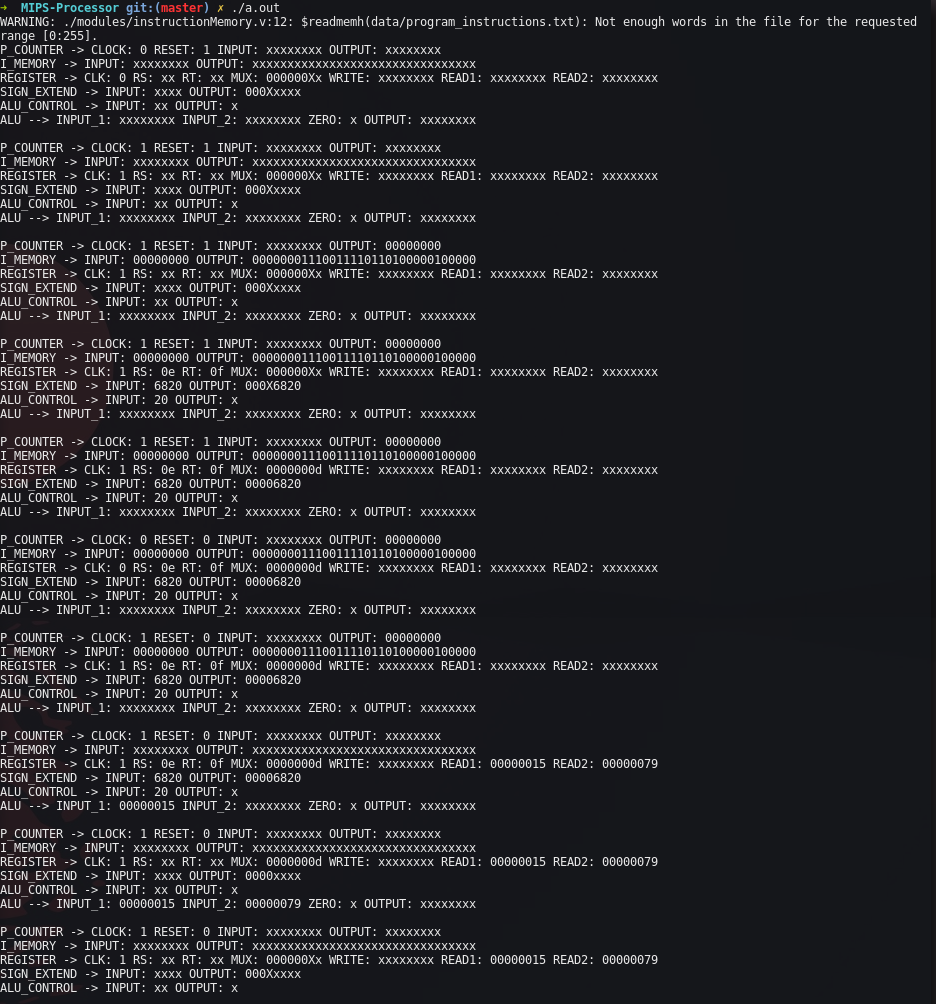 ➜  MIPS-Processor git:(master) ✗ ./a.out
WARNING: ./modules/instructionMemory.v:12: $readmemh(data/program_instructions.txt): Not enough words in the file for the requested
range [0:255].
P_COUNTER -> CLOCK: 0 RESET: 1 INPUT: xxxxxxxx OUTPUT: xxxxxxxx
I_MEMORY -> INPUT: xxxxxxxx OUTPUT: xxxxxxxxxxxxxxxxxxxxxxxxxxxxxxxx
REGISTER -> CLK: 0 RS: xx RT: xx MUX: 000000Xx WRITE: xxxxxxxx READ1: xxxxxxxx READ2: xxxxxxxx
SIGN_EXTEND -> INPUT: xxxx OUTPUT: 000Xxxxx
ALU_CONTROL -> INPUT: xx OUTPUT: x
ALU --> INPUT_1: xxxxxxxx INPUT_2: xxxxxxxx ZERO: x OUTPUT: xxxxxxxx

P_COUNTER -> CLOCK: 1 RESET: 1 INPUT: xxxxxxxx OUTPUT: xxxxxxxx
I_MEMORY -> INPUT: xxxxxxxx OUTPUT: xxxxxxxxxxxxxxxxxxxxxxxxxxxxxxxx
REGISTER -> CLK: 1 RS: xx RT: xx MUX: 000000Xx WRITE: xxxxxxxx READ1: xxxxxxxx READ2: xxxxxxxx
SIGN_EXTEND -> INPUT: xxxx OUTPUT: 000Xxxxx
ALU_CONTROL -> INPUT: xx OUTPUT: x
ALU --> INPUT_1: xxxxxxxx INPUT_2: xxxxxxxx ZERO: x OUTPUT: xxxxxxxx

P_COUNTER -> CLOCK: 1 RESET: 1 INPUT: xxxxxxxx OUTPUT: 00000000
I_MEMORY -> INPUT: 00000000 OUTPUT: 00000001110011110110100000100000
REGISTER -> CLK: 1 RS: xx RT: xx MUX: 000000Xx WRITE: xxxxxxxx READ1: xxxxxxxx READ2: xxxxxxxx
SIGN_EXTEND -> INPUT: xxxx OUTPUT: 000Xxxxx
ALU_CONTROL -> INPUT: xx OUTPUT: x
ALU --> INPUT_1: xxxxxxxx INPUT_2: xxxxxxxx ZERO: x OUTPUT: xxxxxxxx

P_COUNTER -> CLOCK: 1 RESET: 1 INPUT: xxxxxxxx OUTPUT: 00000000
I_MEMORY -> INPUT: 00000000 OUTPUT: 00000001110011110110100000100000
REGISTER -> CLK: 1 RS: 0e RT: 0f MUX: 000000Xx WRITE: xxxxxxxx READ1: xxxxxxxx READ2: xxxxxxxx
SIGN_EXTEND -> INPUT: 6820 OUTPUT: 000X6820
ALU_CONTROL -> INPUT: 20 OUTPUT: x
ALU --> INPUT_1: xxxxxxxx INPUT_2: xxxxxxxx ZERO: x OUTPUT: xxxxxxxx

P_COUNTER -> CLOCK: 1 RESET: 1 INPUT: xxxxxxxx OUTPUT: 00000000
I_MEMORY -> INPUT: 00000000 OUTPUT: 00000001110011110110100000100000
REGISTER -> CLK: 1 RS: 0e RT: 0f MUX: 0000000d WRITE: xxxxxxxx READ1: xxxxxxxx READ2: xxxxxxxx
SIGN_EXTEND -> INPUT: 6820 OUTPUT: 00006820
ALU_CONTROL -> INPUT: 20 OUTPUT: x
ALU --> INPUT_1: xxxxxxxx INPUT_2: xxxxxxxx ZERO: x OUTPUT: xxxxxxxx

P_COUNTER -> CLOCK: 0 RESET: 0 INPUT: xxxxxxxx OUTPUT: 00000000
I_MEMORY -> INPUT: 00000000 OUTPUT: 00000001110011110110100000100000
REGISTER -> CLK: 0 RS: 0e RT: 0f MUX: 0000000d WRITE: xxxxxxxx READ1: xxxxxxxx READ2: xxxxxxxx
SIGN_EXTEND -> INPUT: 6820 OUTPUT: 00006820
ALU_CONTROL -> INPUT: 20 OUTPUT: x
ALU --> INPUT_1: xxxxxxxx INPUT_2: xxxxxxxx ZERO: x OUTPUT: xxxxxxxx

P_COUNTER -> CLOCK: 1 RESET: 0 INPUT: xxxxxxxx OUTPUT: 00000000
I_MEMORY -> INPUT: 00000000 OUTPUT: 00000001110011110110100000100000
REGISTER -> CLK: 1 RS: 0e RT: 0f MUX: 0000000d WRITE: xxxxxxxx READ1: xxxxxxxx READ2: xxxxxxxx
SIGN_EXTEND -> INPUT: 6820 OUTPUT: 00006820
ALU_CONTROL -> INPUT: 20 OUTPUT: x
ALU --> INPUT_1: xxxxxxxx INPUT_2: xxxxxxxx ZERO: x OUTPUT: xxxxxxxx

P_COUNTER -> CLOCK: 1 RESET: 0 INPUT: xxxxxxxx OUTPUT: xxxxxxxx
I_MEMORY -> INPUT: xxxxxxxx OUTPUT: xxxxxxxxxxxxxxxxxxxxxxxxxxxxxxxx
REGISTER -> CLK: 1 RS: 0e RT: 0f MUX: 0000000d WRITE: xxxxxxxx READ1: 00000015 READ2: 00000079
SIGN_EXTEND -> INPUT: 6820 OUTPUT: 00006820
ALU_CONTROL -> INPUT: 20 OUTPUT: x
ALU --> INPUT_1: 00000015 INPUT_2: xxxxxxxx ZERO: x OUTPUT: xxxxxxxx

P_COUNTER -> CLOCK: 1 RESET: 0 INPUT: xxxxxxxx OUTPUT: xxxxxxxx
I_MEMORY -> INPUT: xxxxxxxx OUTPUT: xxxxxxxxxxxxxxxxxxxxxxxxxxxxxxxx
REGISTER -> CLK: 1 RS: xx RT: xx MUX: 0000000d WRITE: xxxxxxxx READ1: 00000015 READ2: 00000079
SIGN_EXTEND -> INPUT: xxxx OUTPUT: 0000xxxx
ALU_CONTROL -> INPUT: xx OUTPUT: x
ALU --> INPUT_1: 00000015 INPUT_2: 00000079 ZERO: x OUTPUT: xxxxxxxx

P_COUNTER -> CLOCK: 1 RESET: 0 INPUT: xxxxxxxx OUTPUT: xxxxxxxx
I_MEMORY -> INPUT: xxxxxxxx OUTPUT: xxxxxxxxxxxxxxxxxxxxxxxxxxxxxxxx
REGISTER -> CLK: 1 RS: xx RT: xx MUX: 000000Xx WRITE: xxxxxxxx READ1: 00000015 READ2: 00000079
SIGN_EXTEND -> INPUT: xxxx OUTPUT: 000Xxxxx
ALU_CONTROL -> INPUT: xx OUTPUT: x